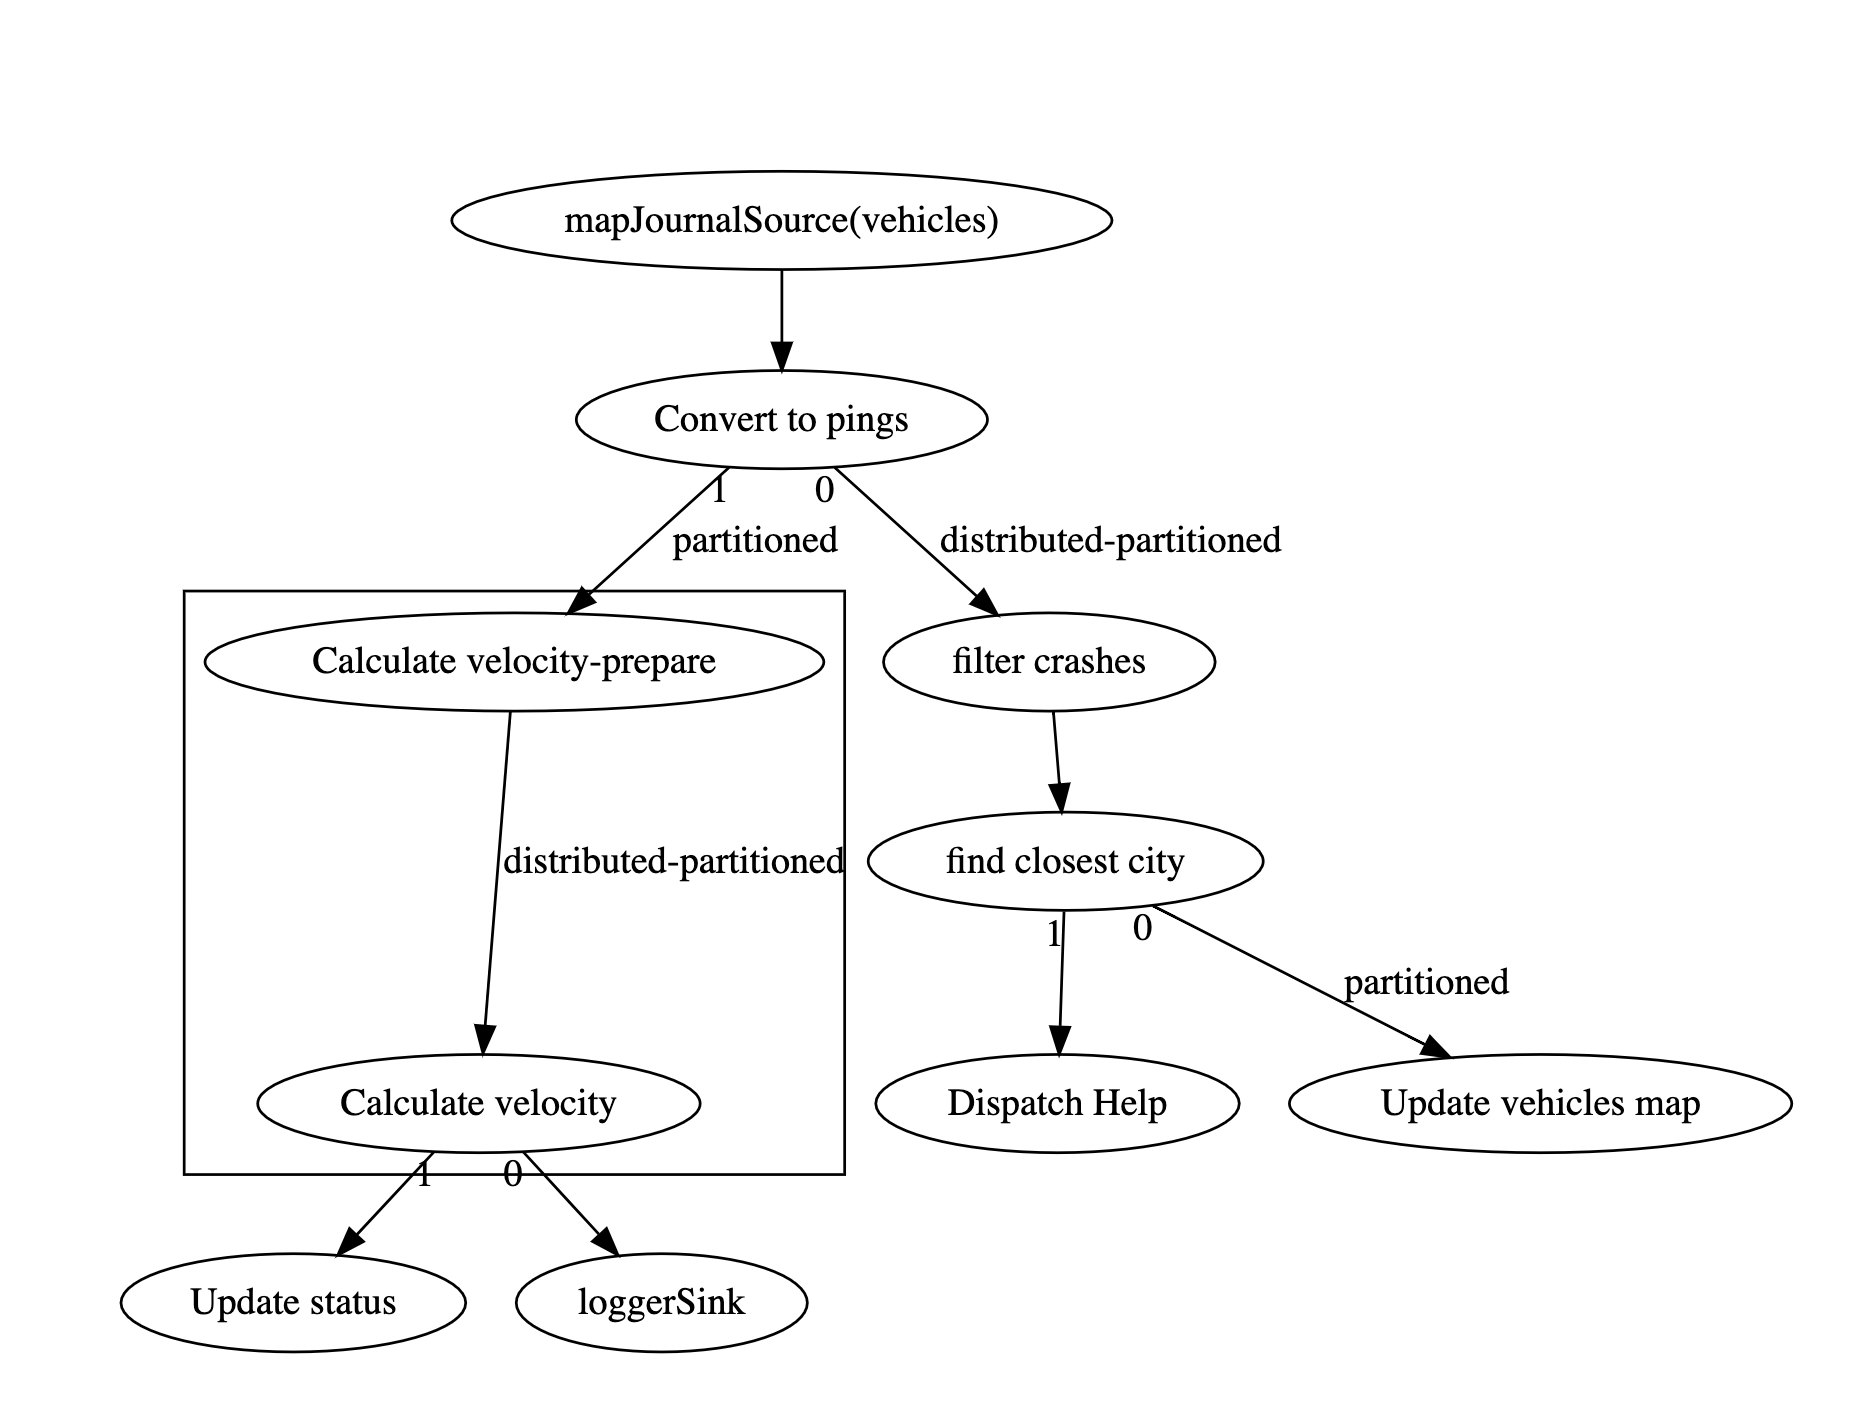 mapJournalSource(vehicles)
Convert to pings
1
0
partitioned
distributed-partitioned
Calculate velocity-prepare
filter crashes
distributed-partitioned
find closest city
1
0
partitioned
Calculate velocity
Dispatch Help
Update vehicles map
1
0
Update status
loggerSink